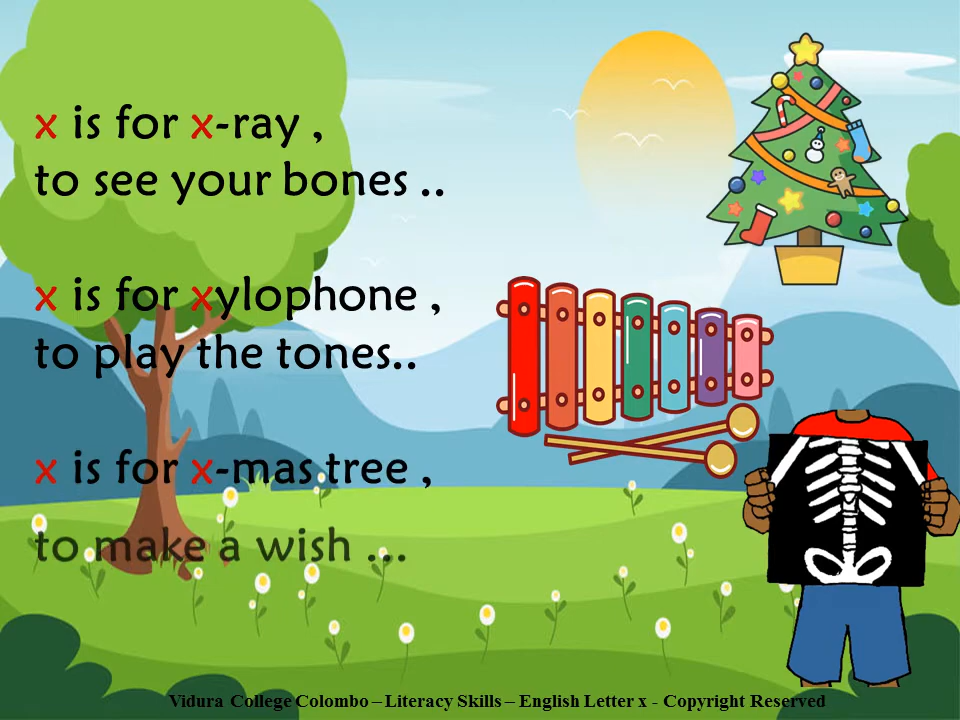 x is for x-ray ,
to see your bones ..
x is for xylophone ,
to play the tones..
x is for x-mas tree ,
to make a wish ...
Vidura College Colombo – Literacy Skills – English Letter x - Copyright Reserved